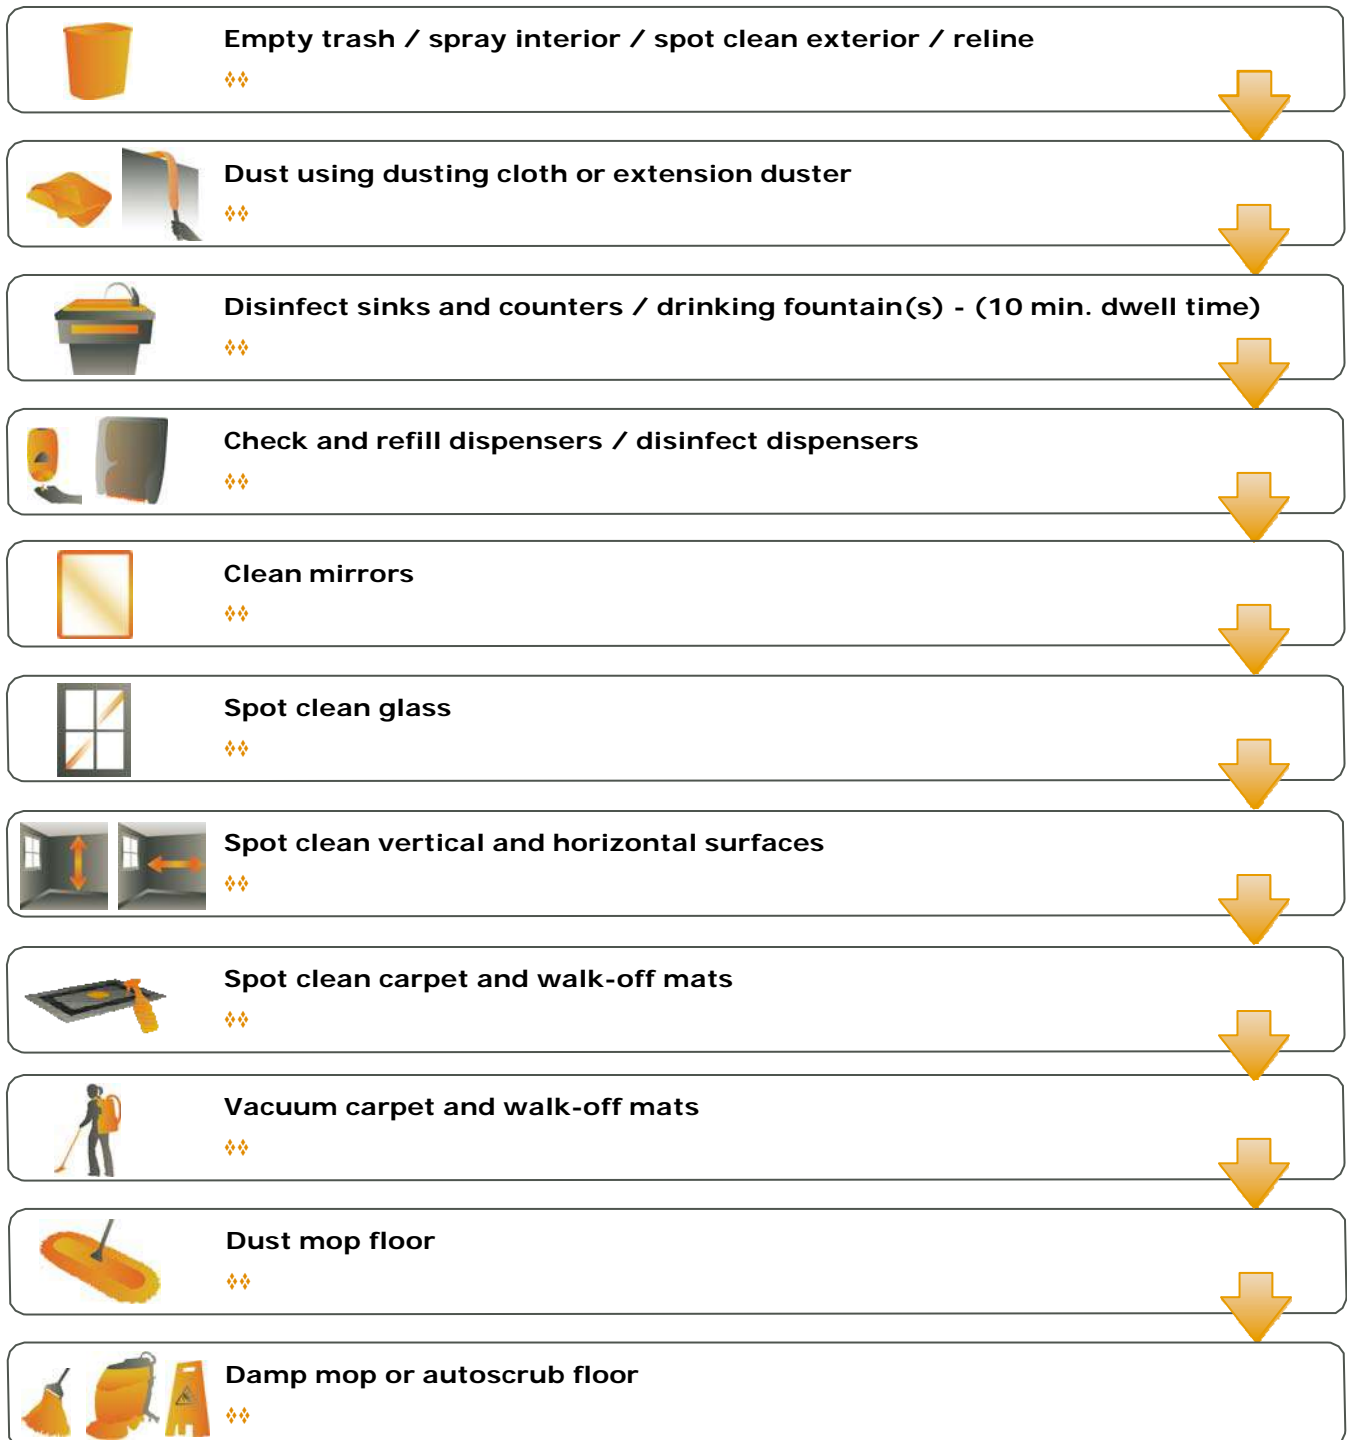 Empty trash / spray interior / spot clean exterior / reline
Dust using dusting cloth or extension duster
Disinfect sinks and counters / drinking fountain(s) - (10 min. dwell time)
Check and refill dispensers / disinfect dispensers
Clean mirrors
Spot clean glass
Spot clean vertical and horizontal surfaces
Spot clean carpet and walk-off mats
Vacuum carpet and walk-off mats
Dust mop floor
Damp mop or autoscrub floor